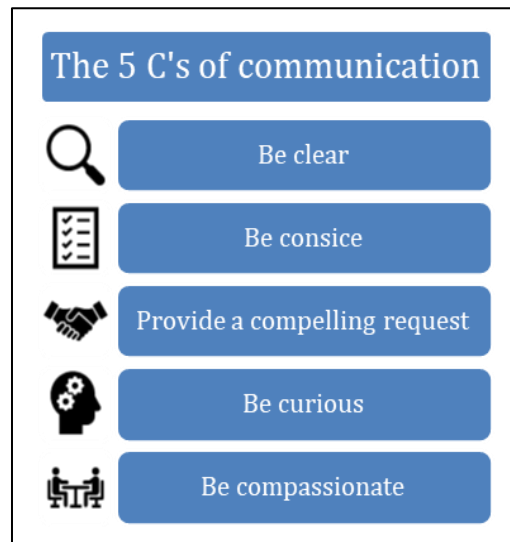 The 5 C's of communication
Be clear
Be consice
Provide a compelling request
Be curious
Be compassionate